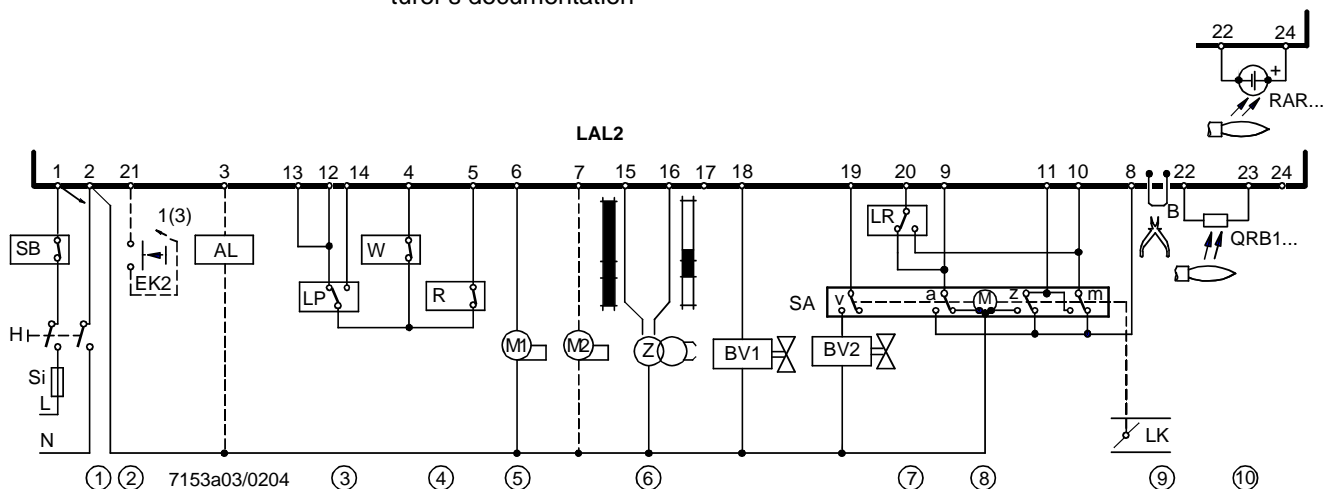 turer's documentation
22 24
+
RAR...
LAL2
1 2 21 3 13 12 14 4 5 6 7 15 16 17 18 19 20 9 11 10 8 22 23 24
1(3)
B
SB
AL
W
LR
QRB1...
EK2
LP
R
SA
v
a
M
z
m
H
M1
M2
Z
BV1
BV2
Si
L
LK
N
1 2 7153a03/0204 3 4 5 6 7 8 9 10